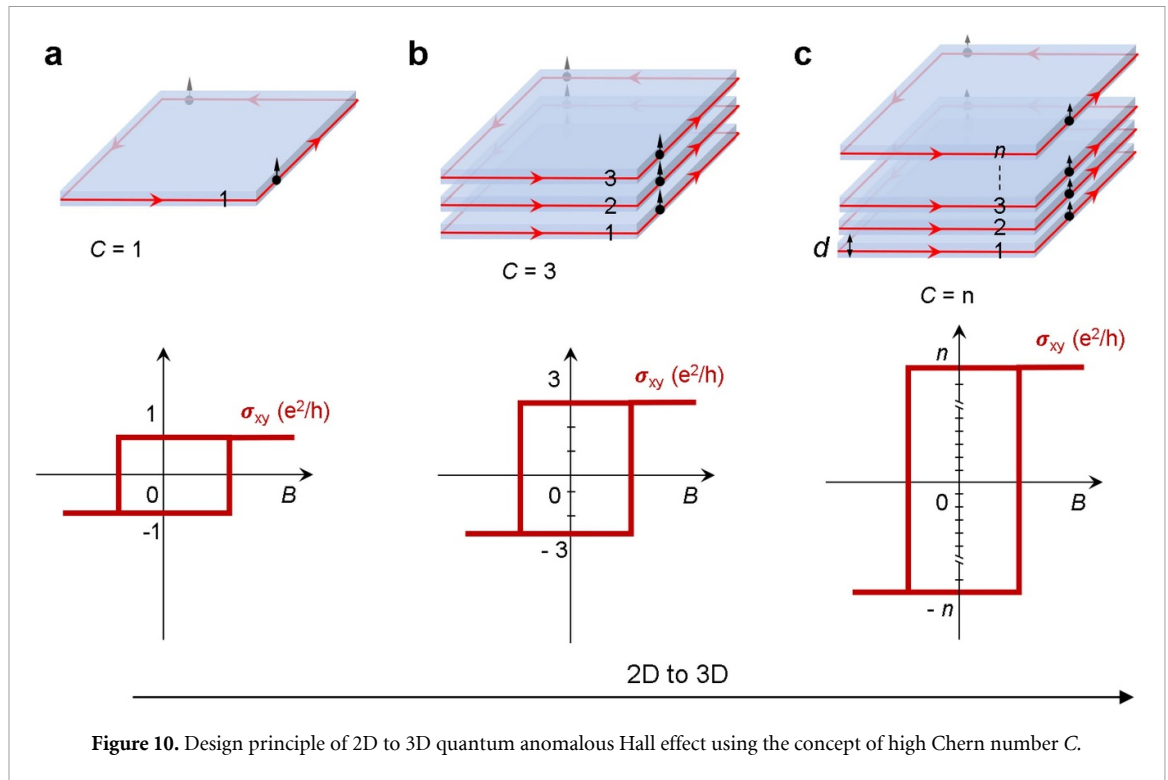 a
1
C = 1
1
σxy (e²/h)
0
B
-1
b
3
2
1
C = 3
3
σxy (e²/h)
0
B
- 3
c
n
3
2
d
1
C = n
n
σxy (e²/h)
0
B
- n
2D to 3D
Figure 10. Design principle of 2D to 3D quantum anomalous Hall effect using the concept of high Chern number C.